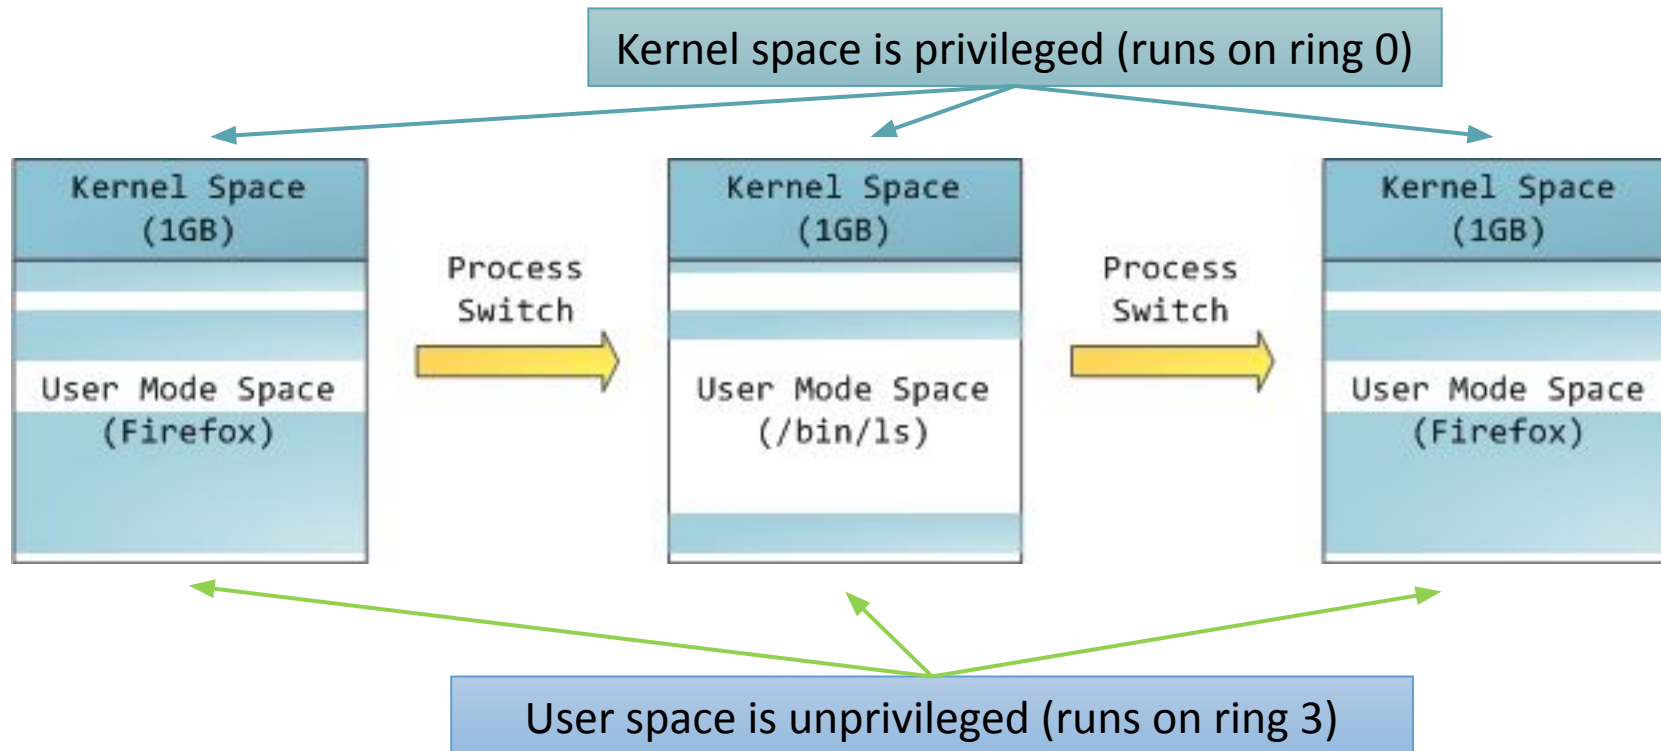 Kernel space is privileged (runs on ring 0)
Kernel Space
(1GB)
User Mode Space
(Firefox)
Process
Switch
Kernel Space
(1GB)
User Mode Space
(/bin/ls)
Process
Switch
Kernel Space
(1GB)
User Mode Space
(Firefox)
User space is unprivileged (runs on ring 3)